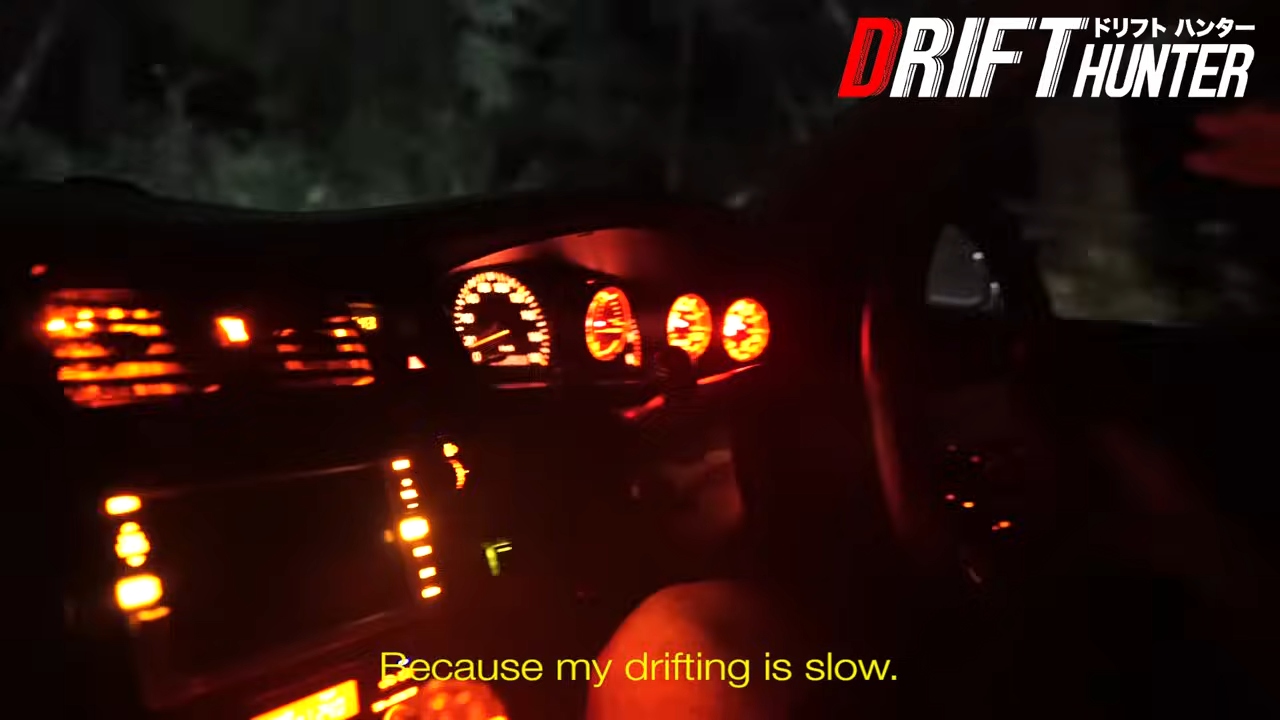 DRIFT
ドリフト ハンター
HUNTER
Because my drifting is slow.